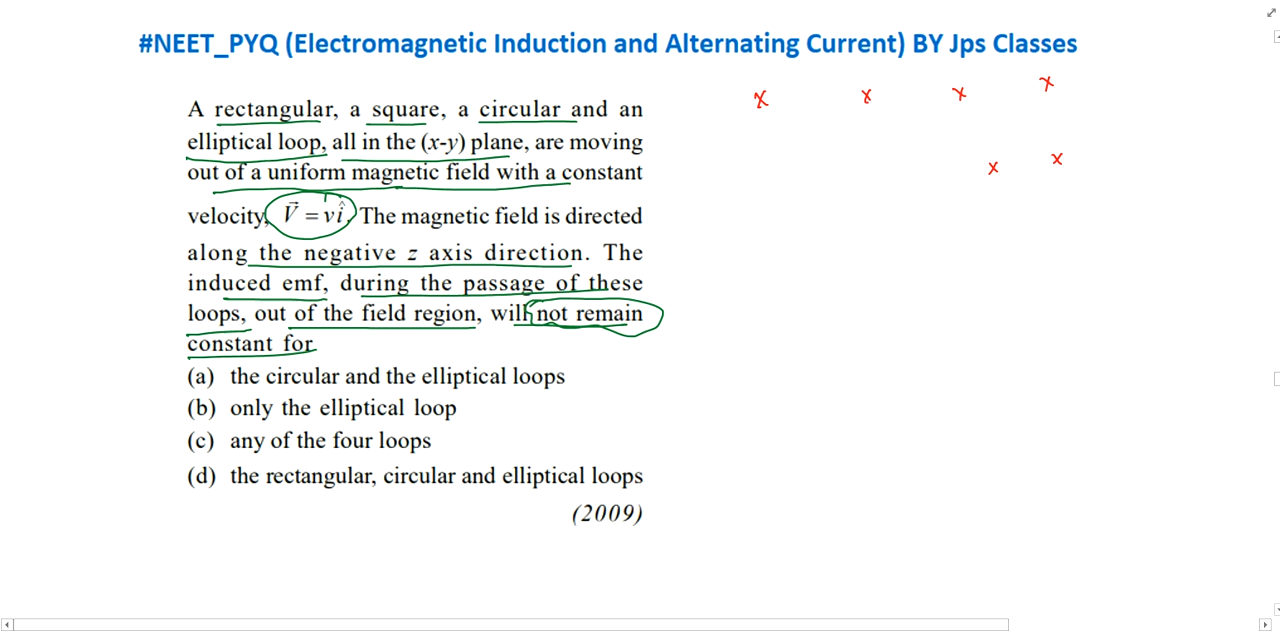 #NEET_PYQ (Electromagnetic Induction and Alternating Current) BY Jps Classes
x x x x
A rectangular, a square, a circular and an
elliptical loop, all in the (x-y) plane, are moving
x x
out of a uniform magnetic field with a constant
velocity, V⃗ = vî. The magnetic field is directed
along the negative z axis direction. The
induced emf, during the passage of these
loops, out of the field region, will not remain
constant for
(a) the circular and the elliptical loops
(b) only the elliptical loop
(c) any of the four loops
(d) the rectangular, circular and elliptical loops
(2009)